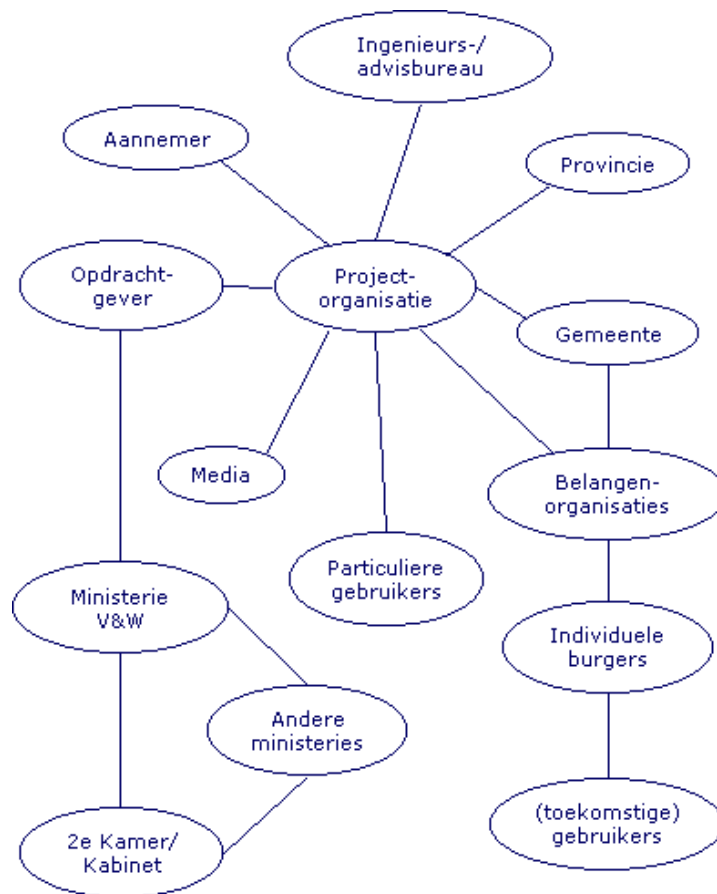 Ingenieurs-/
advisbureau
Aannemer
Provincie
Opdracht-
gever
Project-
organisatie
Gemeente
Media
Belangen-
organisaties
Particuliere
gebruikers
Ministerie
V&W
Individuele
burgers
Andere
ministeries
(toekomstige)
gebruikers
2e Kamer/
Kabinet